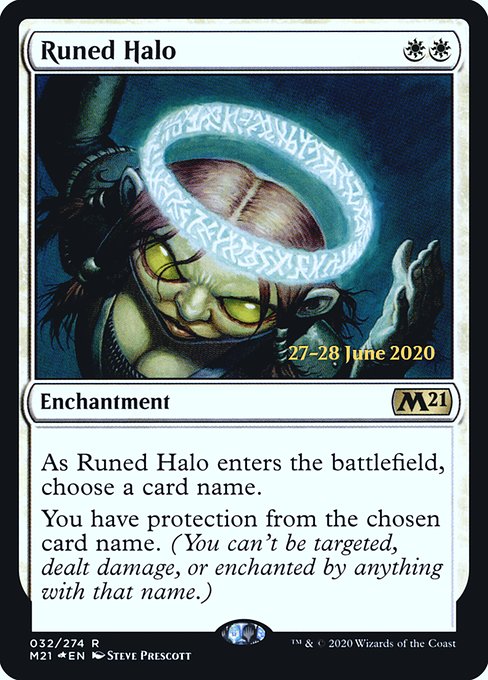 Runed Halo
27-28 June 2020
Enchantment
M21
As Runed Halo enters the battlefield,
choose a card name.
You have protection from the chosen
card name. (You can't be targeted,
dealt damage, or enchanted by anything
with that name.)
032/274 R
M21 ★ EN Steve Prescott
™ & © 2020 Wizards of the Coast